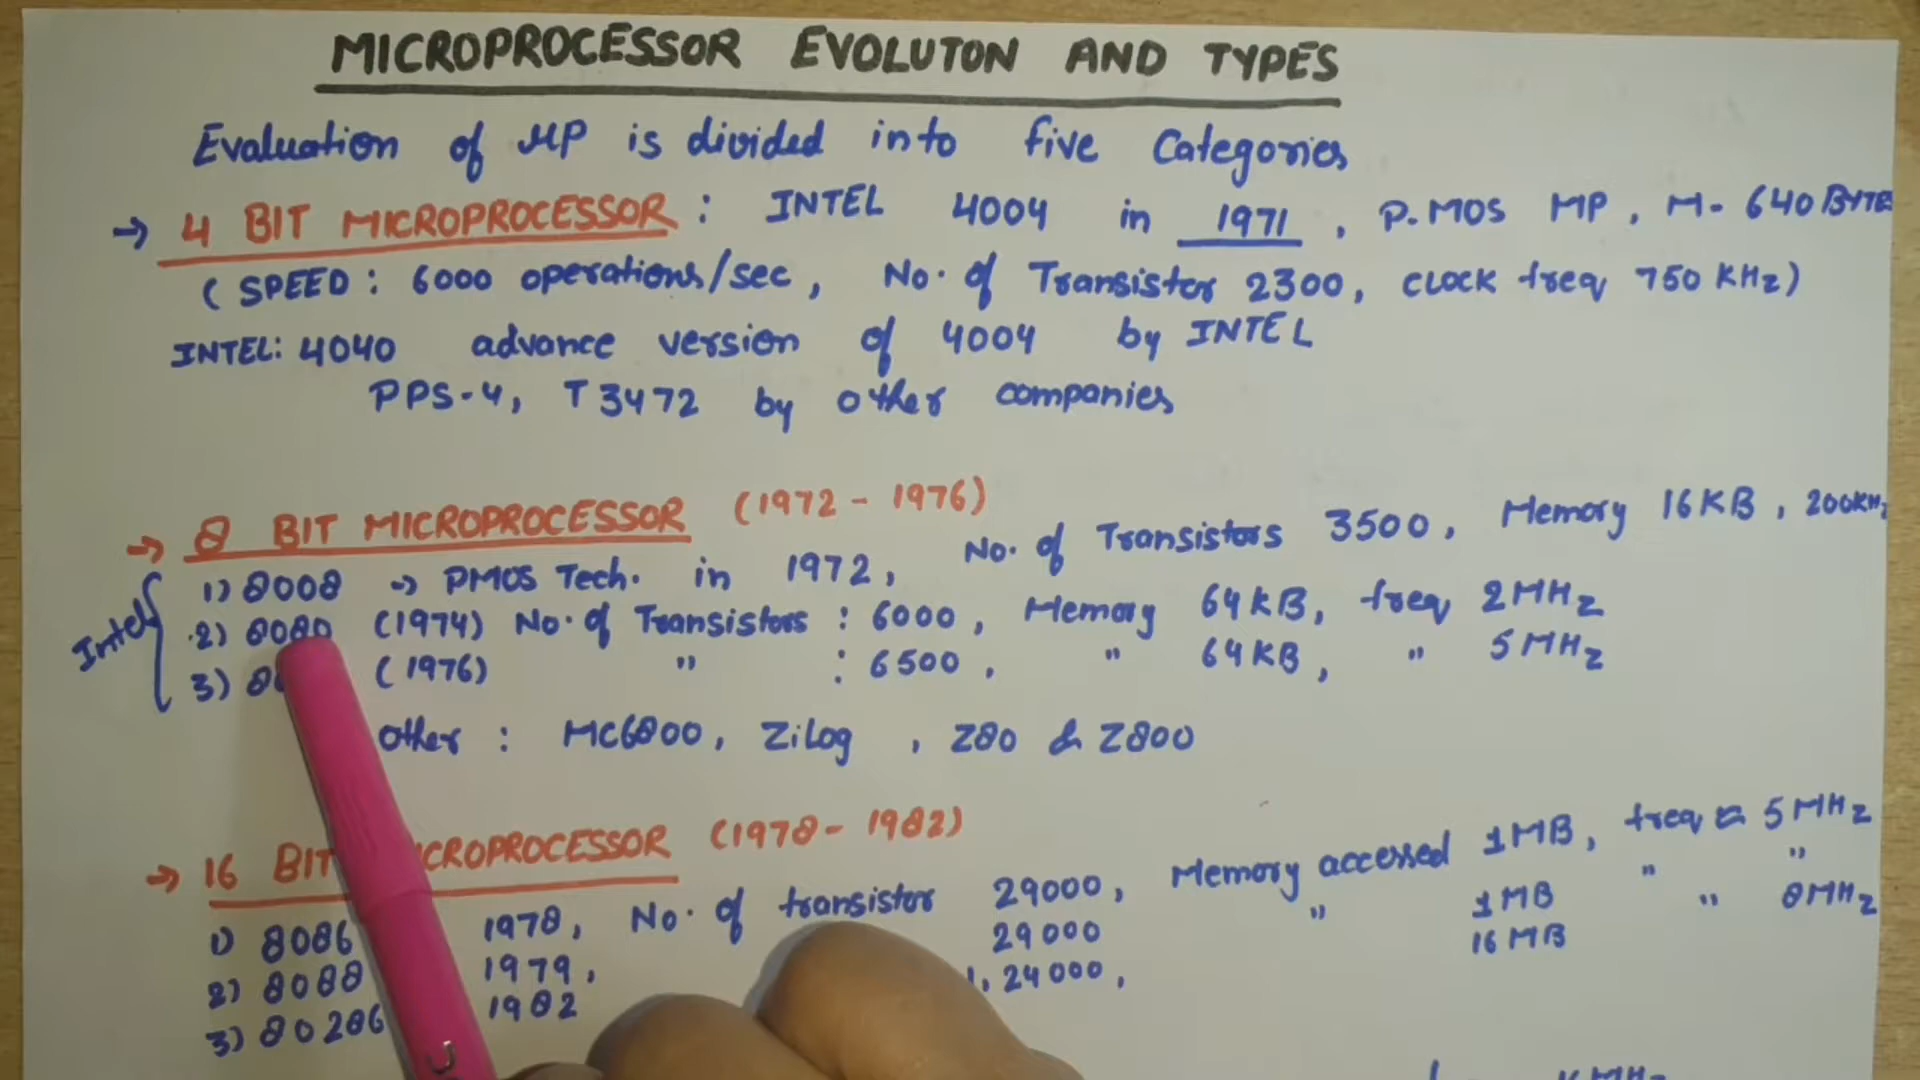 MICROPROCESSOR EVOLUTON AND TYPES
Evaluation of MP is divided into five Categories
→ 4 BIT MICROPROCESSOR : INTEL 4004 in 1971, P.MOS MP, M- 640 BYTE
(SPEED: 6000 operations/sec, No. of Transistor 2300, CLOCK freq 750 KHz)
INTEL: 4040 advance version of 4004 by INTEL
PPS-4, T3472 by other companies
→ 8 BIT MICROPROCESSOR (1972 - 1976)
Intel
1) 8008 → PMOS Tech. in 1972, No. of Transistors 3500, Memory 16KB, 200KHz
2) 8080 (1974) No. of Transistors : 6000, Memory 64KB, freq 2MHz
3) (1976) " : 6500, " 64KB, " 5MHz
Other : MC6800, Zilog, Z80 & Z800
→ 16 BIT MICROPROCESSOR (1978 - 1982)
1) 8086 1978, No. of transistor 29000, Memory accessed 1MB, freq 5MHz
2) 8088 1979, 29000 " 1MB " "
3) 80286 1982 1,24000, 16MB " 8MHz